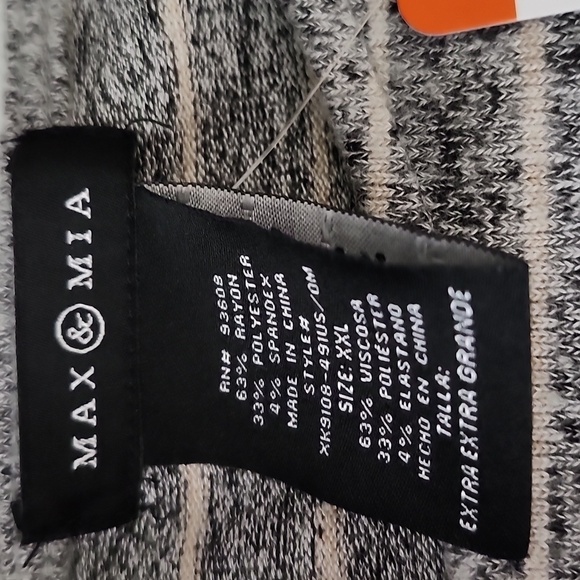 MAX & MIA
RN# 93608
63% RAYON
33% POLYESTER
4% SPANDEX
MADE IN CHINA
STYLE#
XK9108-491US/OM
SIZE:XXL
63% VISCOSA
33% POLIÉSTER
4% ELASTANO
HECHO EN CHINA
TALLA:
EXTRA EXTRA GRANDE